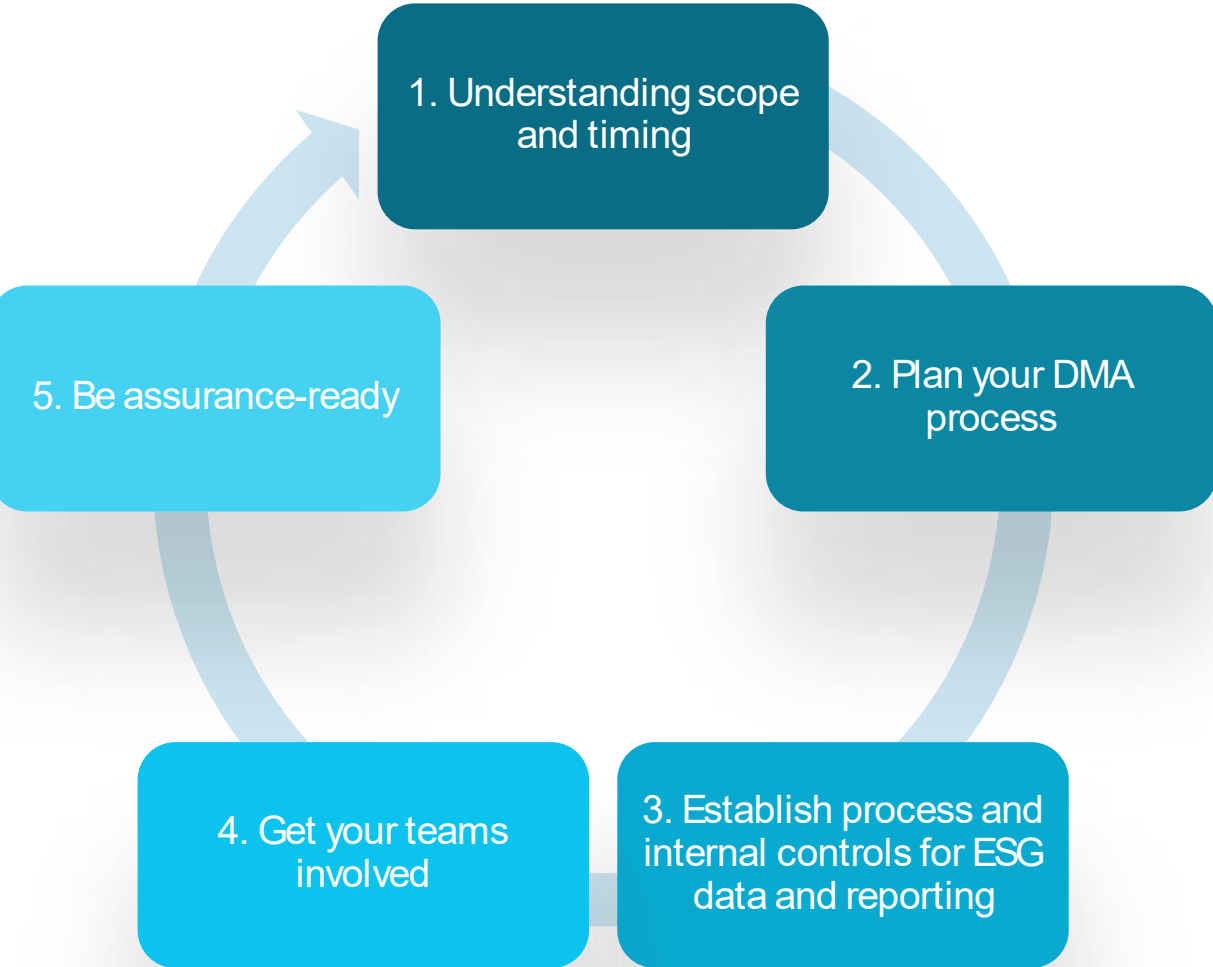 1. Understanding scope
and timing
2. Plan your DMA
process
3. Establish process and
internal controls for ESG
data and reporting
4. Get your teams
involved
5. Be assurance-ready